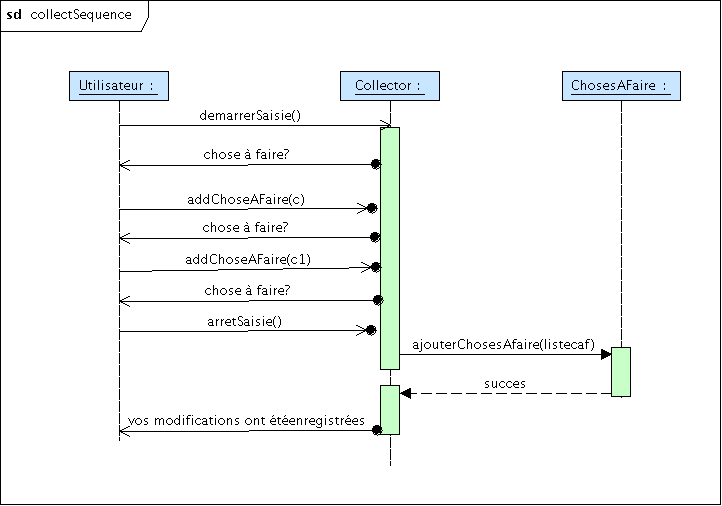 sd collectSequence
Utilisateur :
Collector :
ChosesAFaire :
demarrerSaisie()
chose à faire?
addChoseAFaire(c)
chose à faire?
addChoseAFaire(c1)
chose à faire?
arretSaisie()
ajouterChosesAfaire(listecaf)
succes
vos modifications ont étéenregistrées